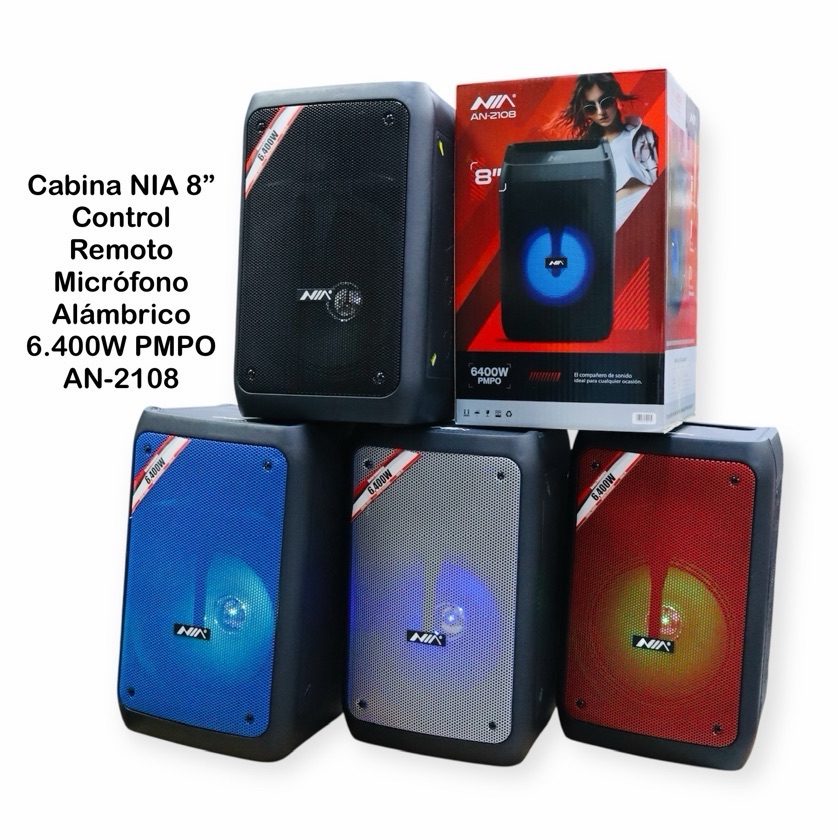 Cabina NIA 8”
Control
Remoto
Micrófono
Alámbrico
6.400W PMPO
AN-2108
6.400W
NIA
NIA
AN-2108
8"
NIA
6400W
PMPO
El compañero de sonido
ideal para cualquier ocasión.
6.400W
NIA
6.400W
NIA
6.400W
NIA